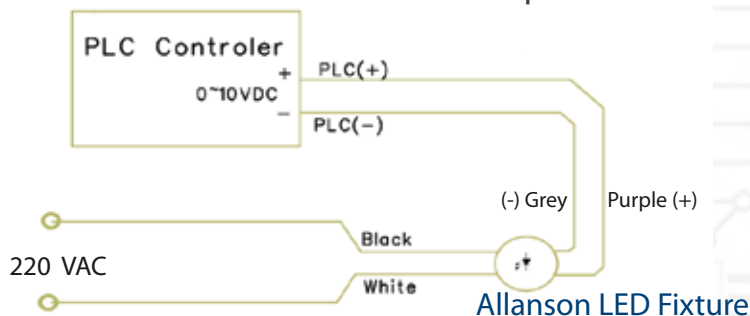 PLC Controler
+
PLC(+)
0~10VDC
−
PLC(−)
(-) Grey
Purple (+)
Black
220 VAC
White
Allanson LED Fixture